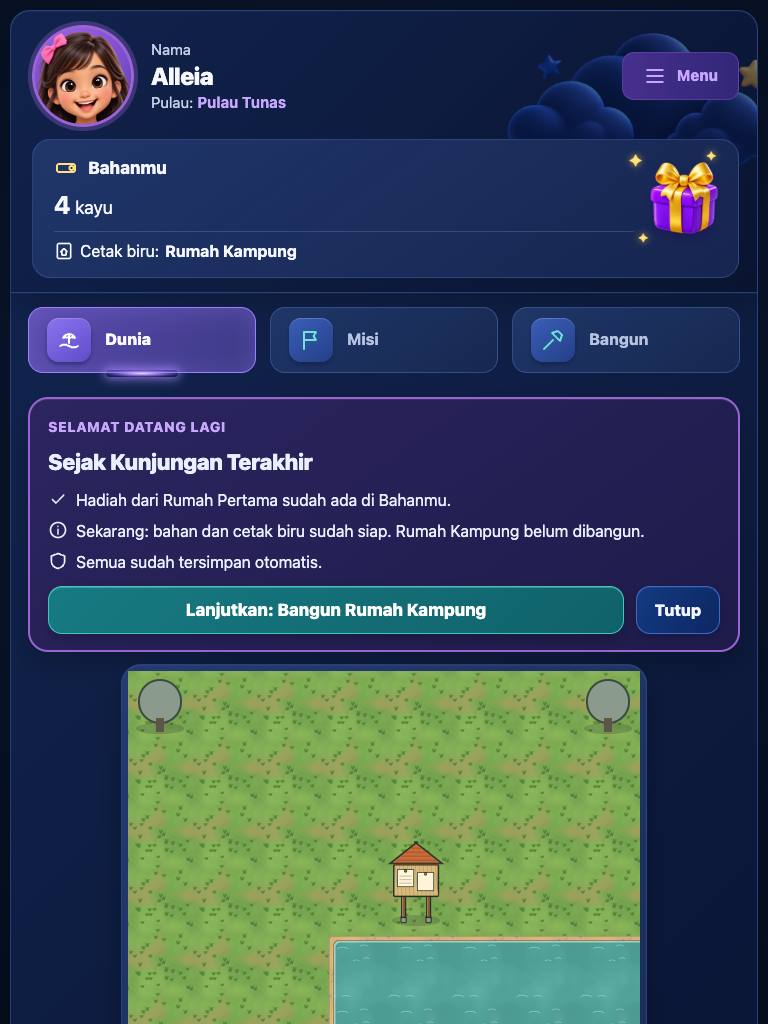 Nama
Alleia
Pulau: Pulau Tunas
Menu
Bahanmu
4 kayu
Cetak biru: Rumah Kampung
Dunia
Misi
Bangun
SELAMAT DATANG LAGI
Sejak Kunjungan Terakhir
Hadiah dari Rumah Pertama sudah ada di Bahanmu.
Sekarang: bahan dan cetak biru sudah siap. Rumah Kampung belum dibangun.
Semua sudah tersimpan otomatis.
Lanjutkan: Bangun Rumah Kampung
Tutup